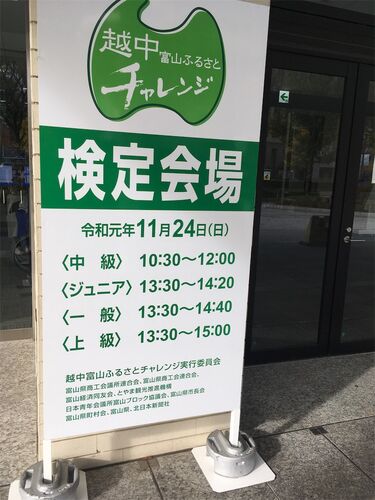 越中
富山ふるさと
チャレンジ
検定会場
令和元年11月24日(日)
〈中 級〉 10:30～12:00
〈ジュニア〉 13:30～14:20
〈一 般〉 13:30～14:40
〈上 級〉 13:30～15:00
越中富山ふるさとチャレンジ実行委員会
富山県商工会議所連合会、富山県商工会連合会、
富山経済同友会、とやま観光推進機構
日本青年会議所富山ブロック協議会、富山県市長会
富山県町村会、富山県、北日本新聞社